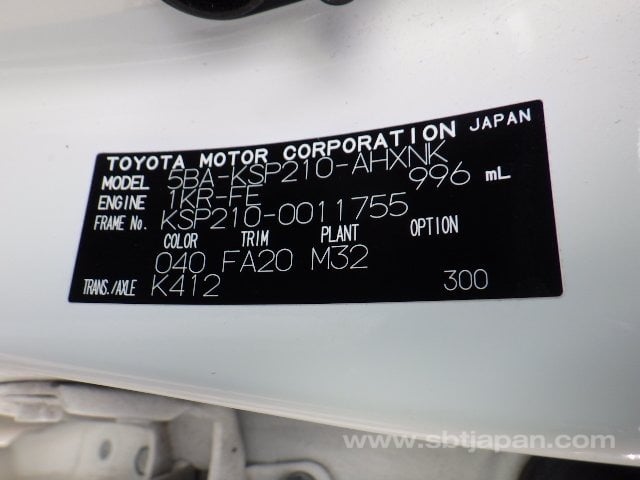 TOYOTA MOTOR CORPORATION JAPAN
MODEL 5BA-KSP210-AHXNK
ENGINE 1KR-FE 996 mL
FRAME No. KSP210-0011755
COLOR TRIM PLANT OPTION
040 FA20 M32
TRANS./AXLE K412 300
www.sbtjapan.com